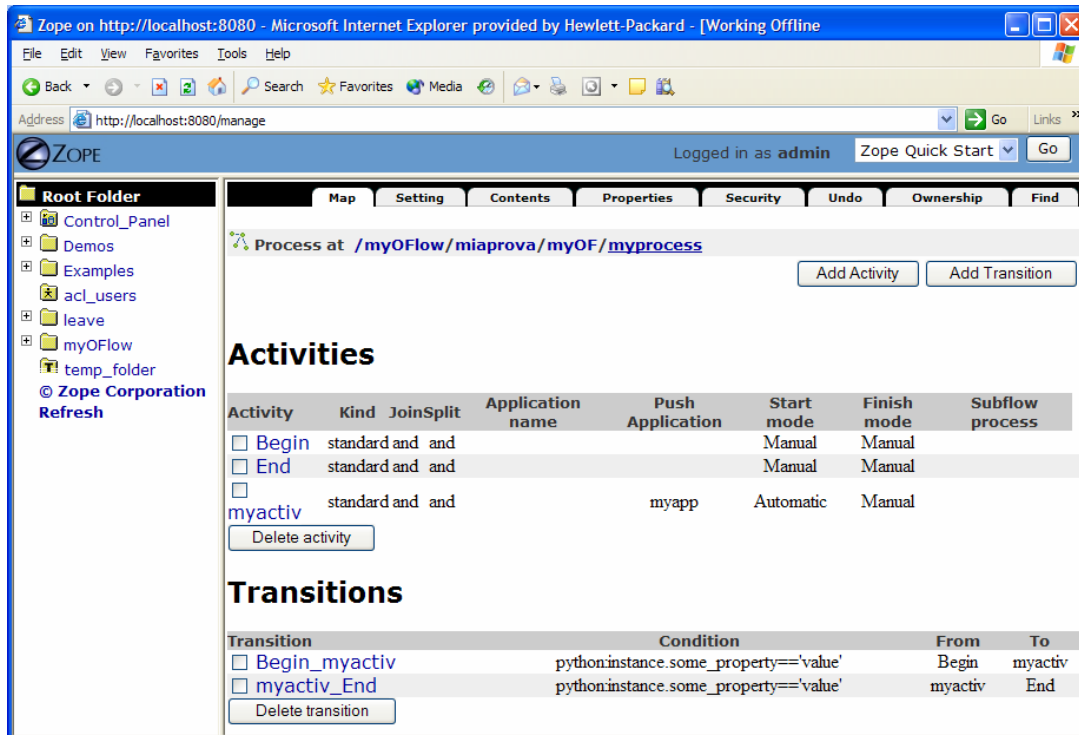 Zope on http://localhost:8080 - Microsoft Internet Explorer provided by Hewlett-Packard - [Working Offline
File Edit View Favorites Tools Help
Back Search Favorites Media
Address http://localhost:8080/manage Go Links »
ZOPE Logged in as admin Zope Quick Start Go
Root Folder
Control_Panel
Demos
Examples
acl_users
leave
myOFlow
temp_folder
© Zope Corporation
Refresh
Map Setting Contents Properties Security Undo Ownership Find
Process at /myOFlow/miaprova/myOF/myprocess
Add Activity Add Transition
Activities
Activity Kind JoinSplit Application name Push Application Start mode Finish mode Subflow process
Begin standard and and Manual Manual
End standard and and Manual Manual
myactiv standard and and myapp Automatic Manual
Delete activity
Transitions
Transition Condition From To
Begin_myactiv python:instance.some_property=='value' Begin myactiv
myactiv_End python:instance.some_property=='value' myactiv End
Delete transition